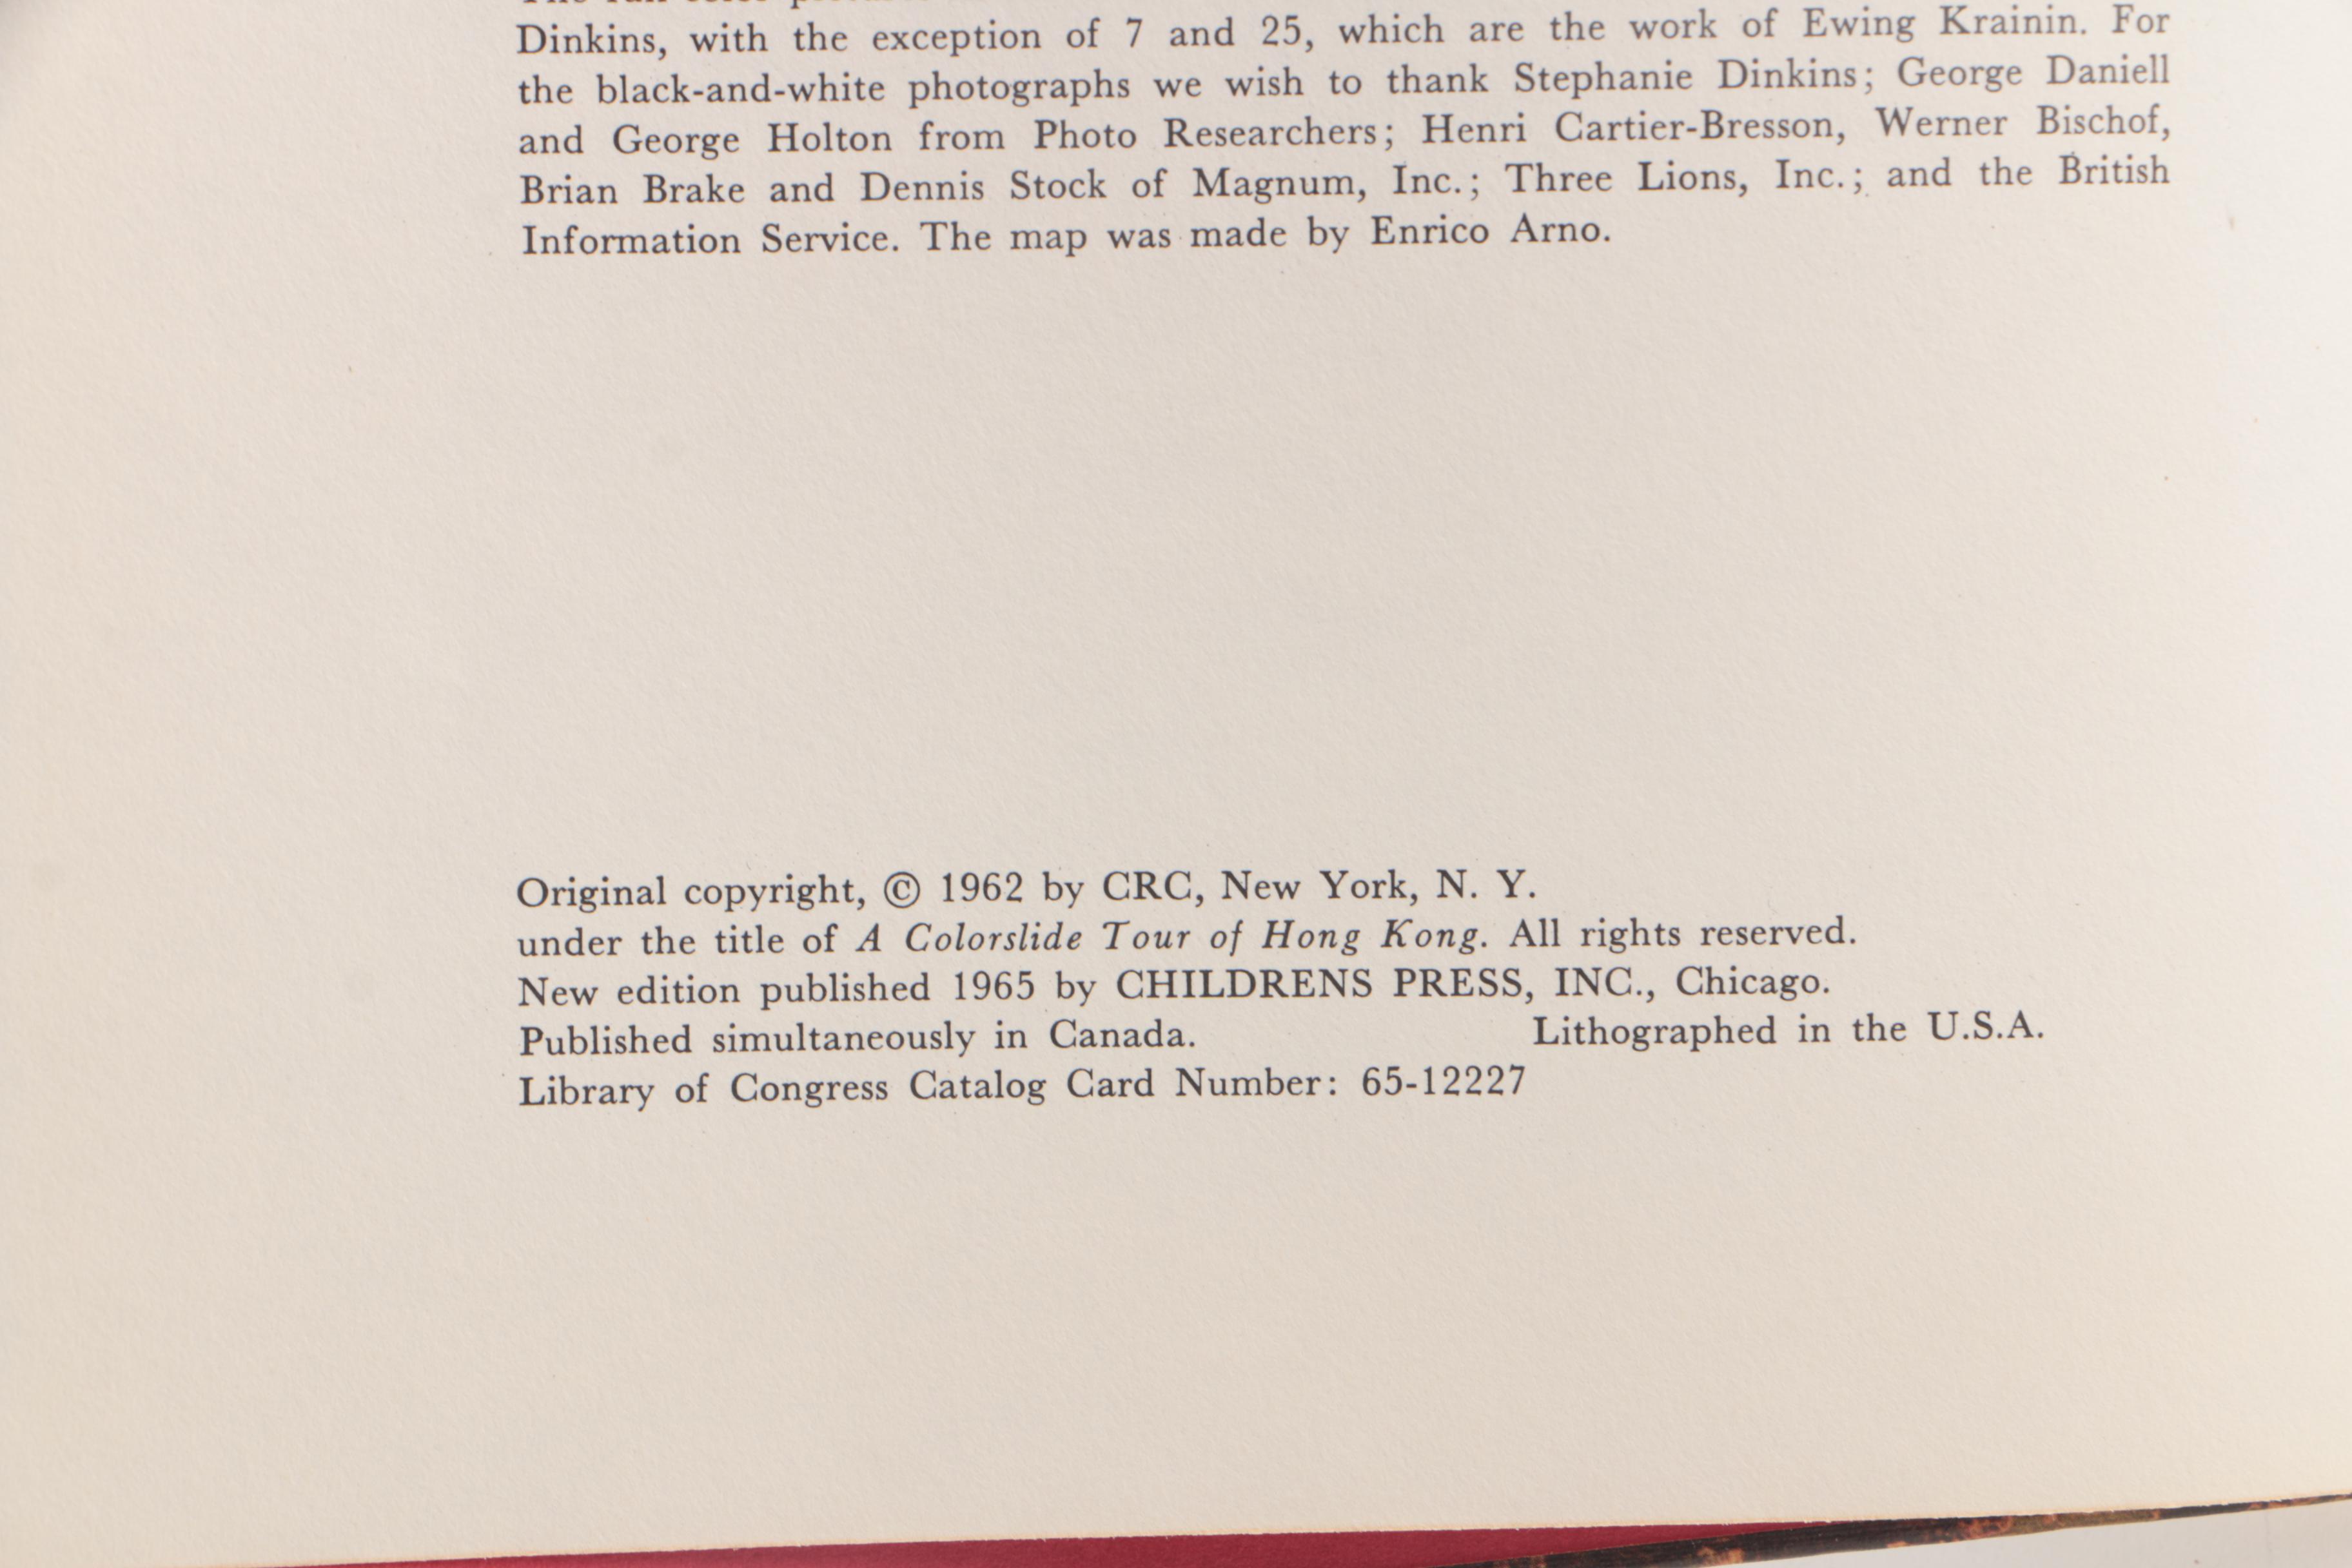 Dinkins, with the exception of 7 and 25, which are the work of Ewing Krainin. For
the black-and-white photographs we wish to thank Stephanie Dinkins; George Daniell
and George Holton from Photo Researchers; Henri Cartier-Bresson, Werner Bischof,
Brian Brake and Dennis Stock of Magnum, Inc.; Three Lions, Inc.; and the British
Information Service. The map was made by Enrico Arno.
Original copyright, © 1962 by CRC, New York, N. Y.
under the title of A Colorslide Tour of Hong Kong. All rights reserved.
New edition published 1965 by CHILDRENS PRESS, INC., Chicago.
Published simultaneously in Canada. Lithographed in the U.S.A.
Library of Congress Catalog Card Number: 65-12227